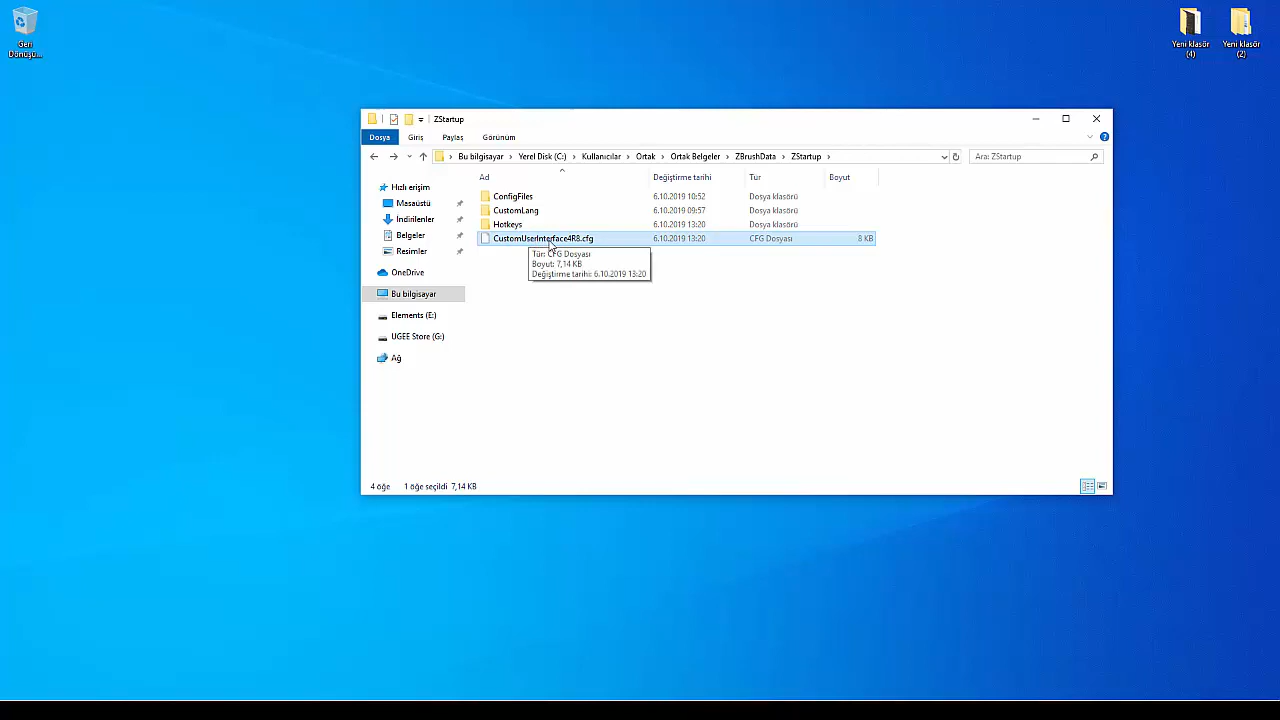 Geri
Dönüşü...
Yeni klasör
(4)
Yeni klasör
(2)
ZStartup
Dosya
Giriş
Paylaş
Görünüm
Bu bilgisayar > Yerel Disk (C:) > Kullanıcılar > Ortak > Ortak Belgeler > ZBrushData > ZStartup >
Ara: ZStartup
Ad
Değiştirme tarihi
Tür
Boyut
Hızlı erişim
Masaüstü
İndirilenler
Belgeler
Resimler
OneDrive
Bu bilgisayar
Elements (E:)
UGEE Store (G:)
Ağ
ConfigFiles 6.10.2019 10:52 Dosya klasörü
CustomLang 6.10.2019 09:57 Dosya klasörü
Hotkeys 6.10.2019 13:20 Dosya klasörü
CustomUserInterface4R8.cfg 6.10.2019 13:20 CFG Dosyası 8 KB
Tür: CFG Dosyası
Boyut: 7,14 KB
Değiştirme tarihi: 6.10.2019 13:20
4 öğe 1 öğe seçildi 7,14 KB